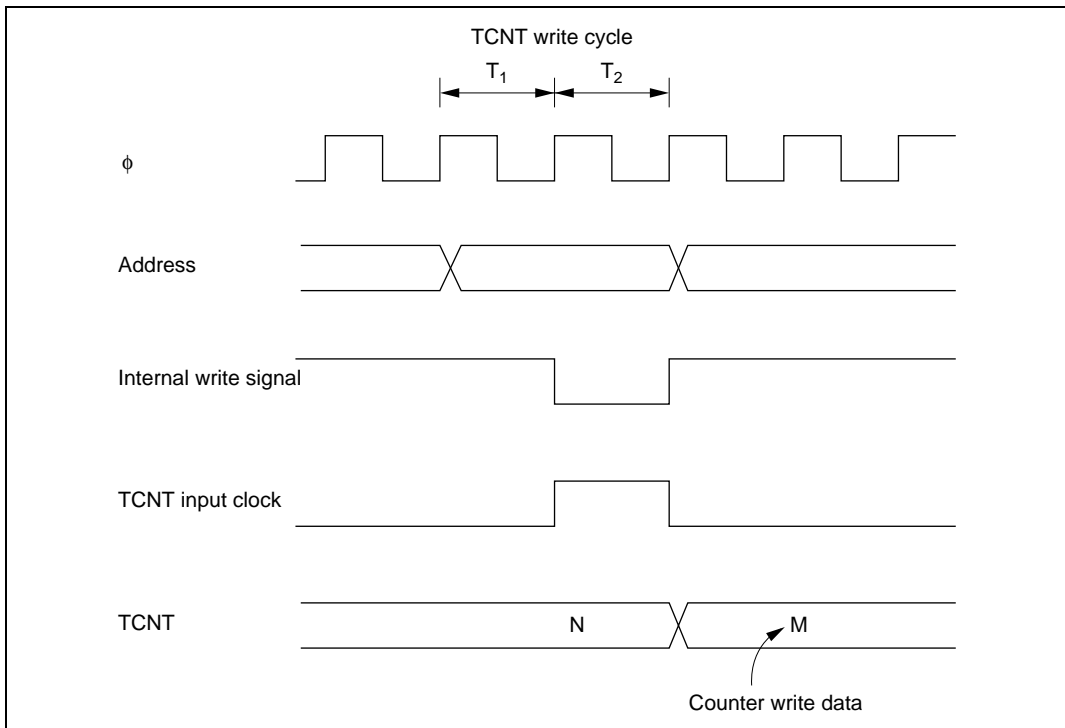 TCNT write cycle
T₁ T₂
ϕ
Address
Internal write signal
TCNT input clock
TCNT N M
Counter write data